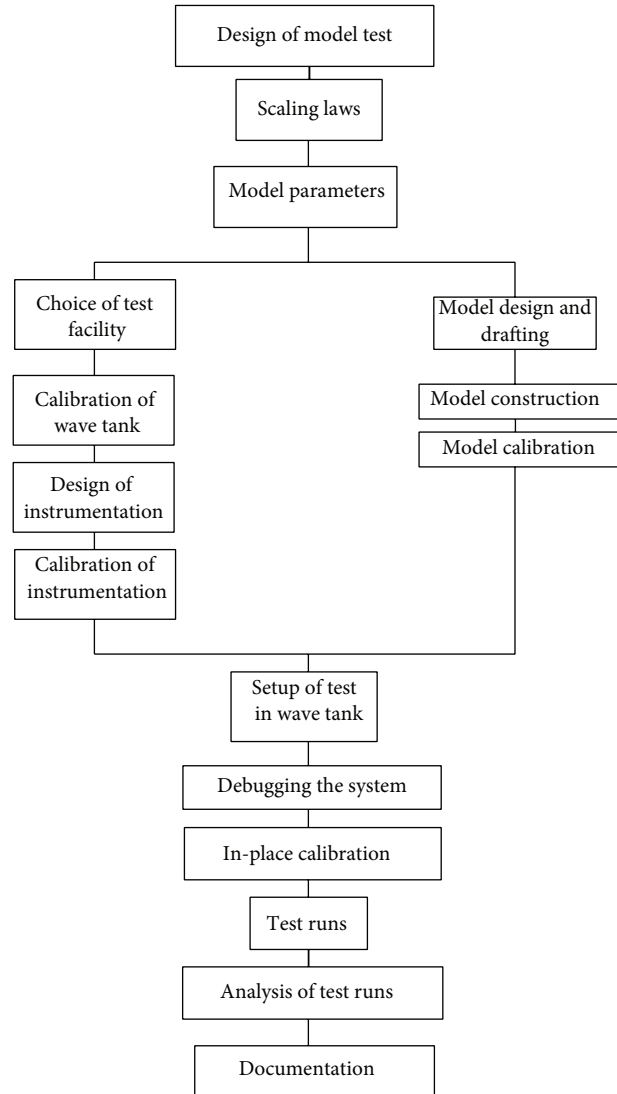 Design of model test
Scaling laws
Model parameters
Choice of test
facility
Calibration of
wave tank
Design of
instrumentation
Calibration of
instrumentation
Model design and
drafting
Model construction
Model calibration
Setup of test
in wave tank
Debugging the system
In-place calibration
Test runs
Analysis of test runs
Documentation